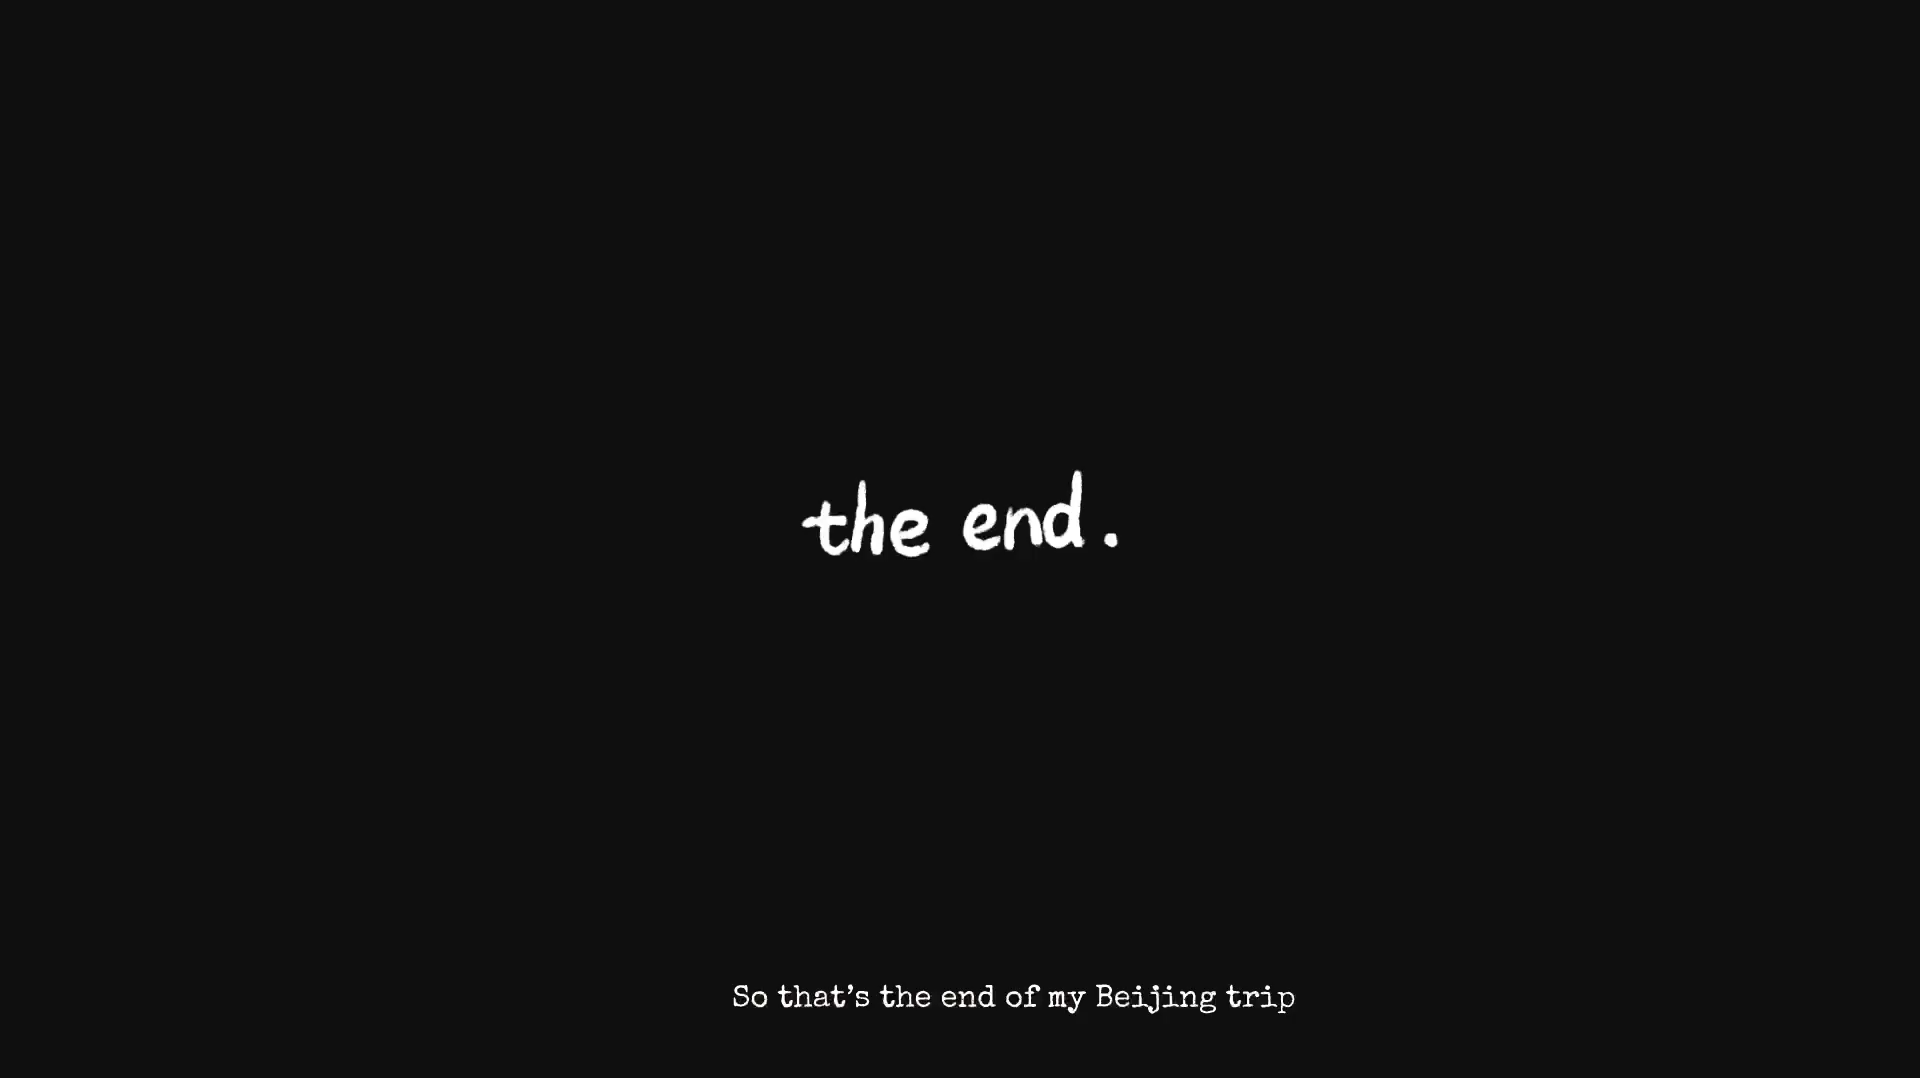 the end.
So that’s the end of my Beijing trip